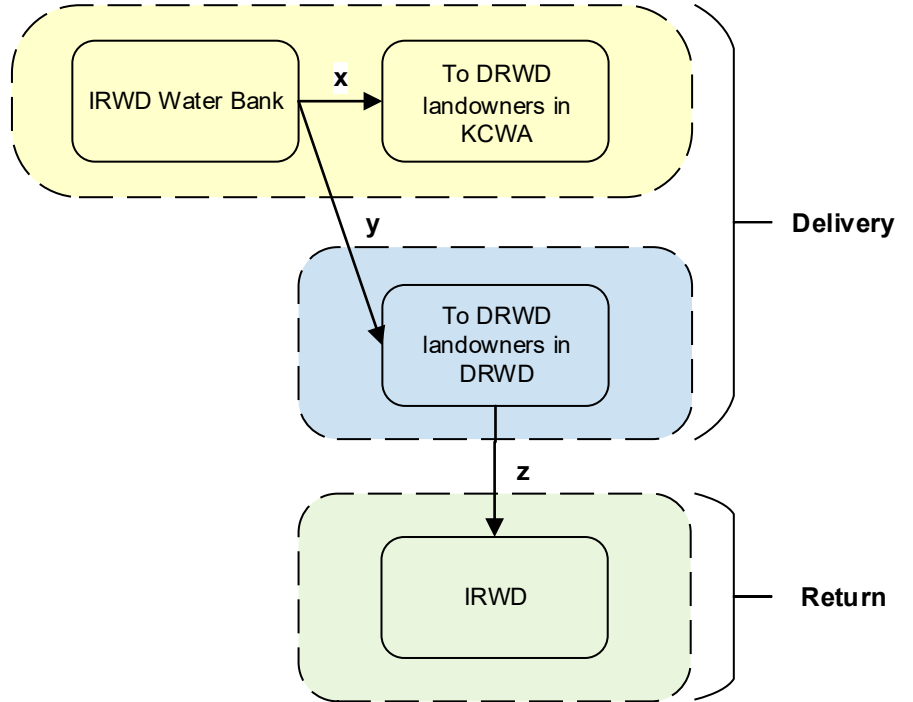 IRWD Water Bank
x
To DRWD
landowners in
KCWA
y
Delivery
To DRWD
landowners in
DRWD
z
IRWD
Return